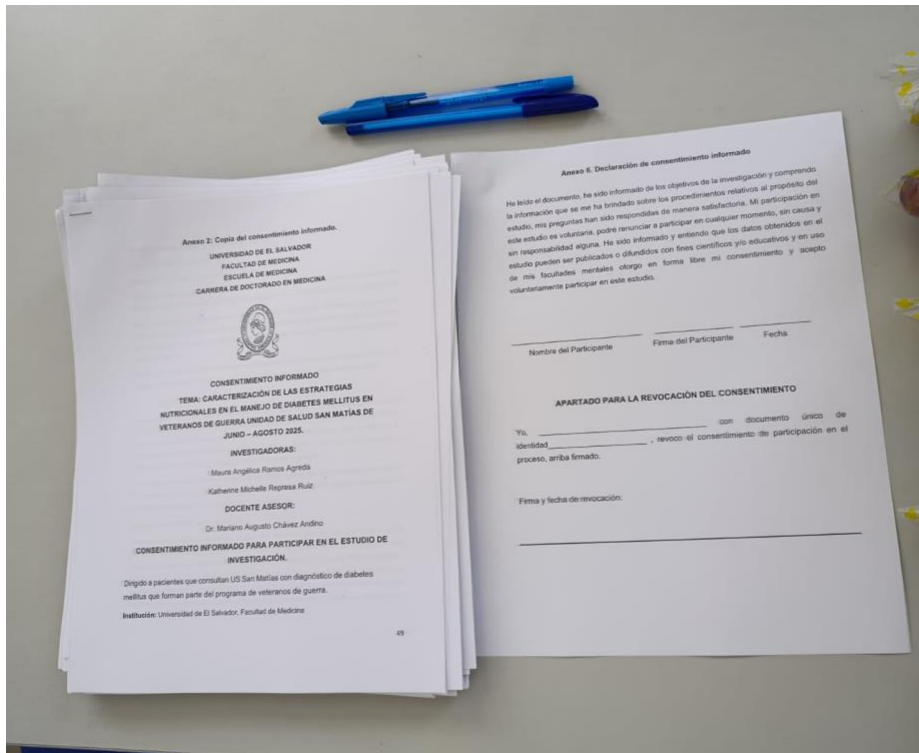 Anexo 2: Copia del consentimiento informado.
UNIVERSIDAD DE EL SALVADOR
FACULTAD DE MEDICINA
ESCUELA DE MEDICINA
CARRERA DE DOCTORADO EN MEDICINA
CONSENTIMIENTO INFORMADO
TEMA: CARACTERIZACIÓN DE LAS ESTRATEGIAS
NUTRICIONALES EN EL MANEJO DE DIABETES MELLITUS EN
VETERANOS DE GUERRA UNIDAD DE SALUD SAN MATÍAS DE
JUNIO – AGOSTO 2025.
INVESTIGADORAS:
Maura Angélica Ramos Agreda
Katherine Michelle Represa Ruiz
DOCENTE ASESOR:
Dr. Mariano Augusto Chávez Andino
CONSENTIMIENTO INFORMADO PARA PARTICIPAR EN EL ESTUDIO DE
INVESTIGACIÓN.
Dirigido a pacientes que consultan US San Matías con diagnóstico de diabetes
mellitus que forman parte del programa de veteranos de guerra.
Institución: Universidad de El Salvador, Facultad de Medicina
49
Anexo 6. Declaración de consentimiento informado
He leído el documento, he sido informado de los objetivos de la investigación y comprendo
la información que se me ha brindado sobre los procedimientos relativos al propósito del
estudio, mis preguntas han sido respondidas de manera satisfactoria. Mi participación en
este estudio es voluntaria, podré renunciar a participar en cualquier momento, sin causa y
sin responsabilidad alguna. He sido informado y entiendo que los datos obtenidos en el
estudio pueden ser publicados o difundidos con fines científicos y/o educativos y en uso
de mis facultades mentales otorgo en forma libre mi consentimiento y acepto
voluntariamente participar en este estudio.
Nombre del Participante Firma del Participante Fecha
APARTADO PARA LA REVOCACIÓN DEL CONSENTIMIENTO
Yo, ______________________ con documento único de
identidad______________, revoco el consentimiento de participación en el
proceso, arriba firmado.
Firma y fecha de revocación: